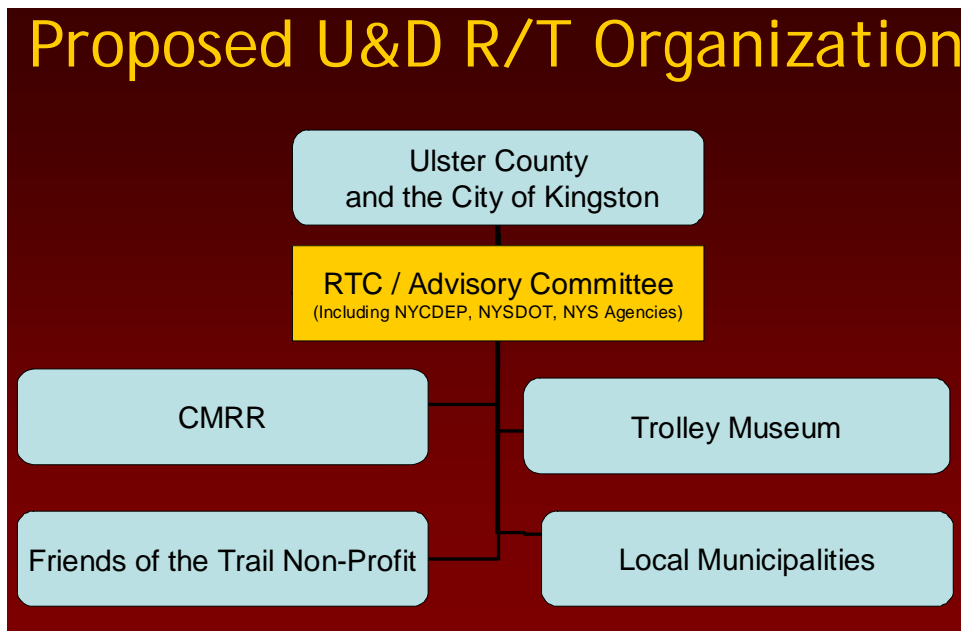 Proposed U&D R/T Organization
Ulster County
and the City of Kingston
RTC / Advisory Committee
(Including NYCDEP, NYSDOT, NYS Agencies)
CMRR
Trolley Museum
Friends of the Trail Non-Profit
Local Municipalities